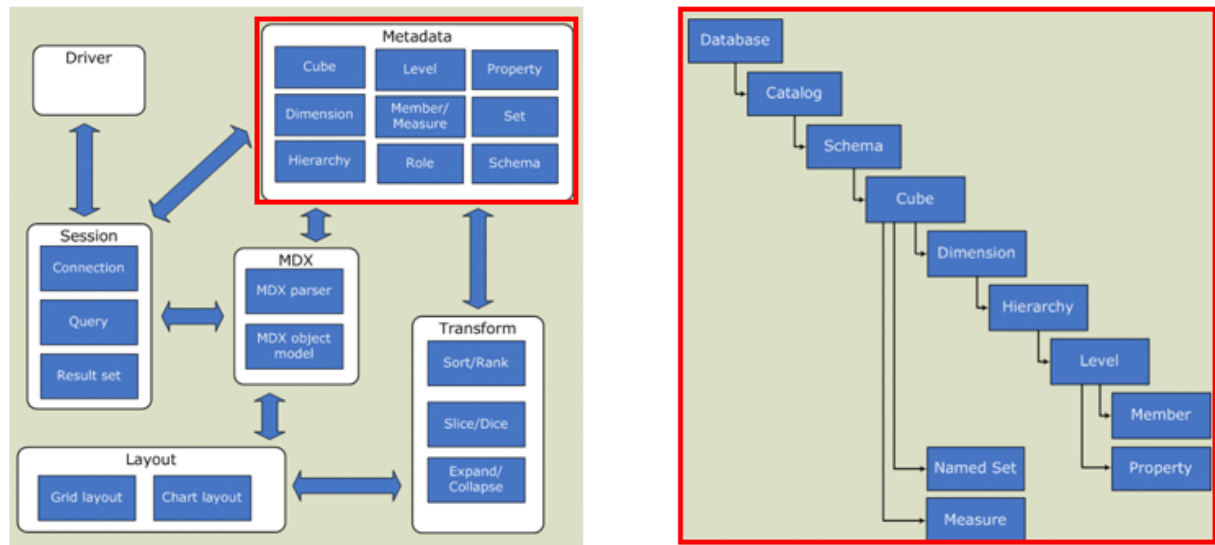 Driver
Metadata
Cube
Level
Property
Dimension
Member/
Measure
Set
Hierarchy
Role
Schema
Session
Connection
Query
Result set
MDX
MDX parser
MDX object
model
Transform
Sort/Rank
Slice/Dice
Expand/
Collapse
Layout
Grid layout
Chart layout
Database
Catalog
Schema
Cube
Dimension
Hierarchy
Level
Member
Named Set
Property
Measure